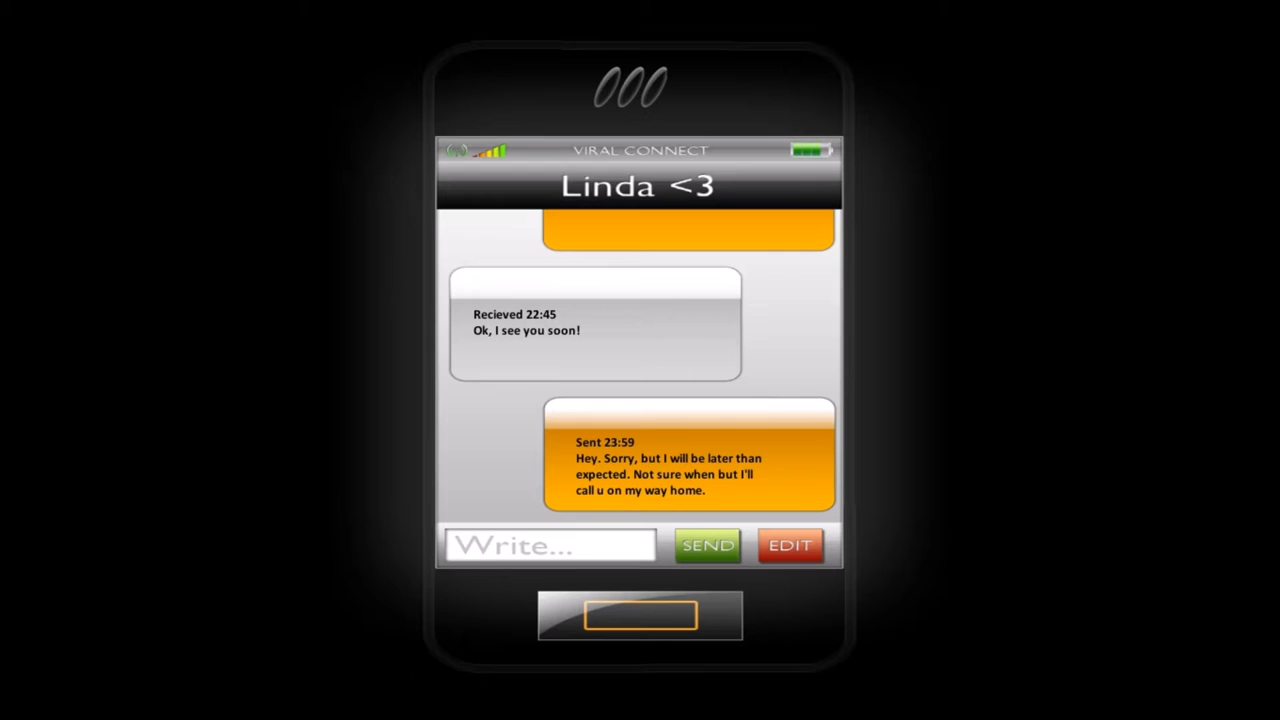 VIRAL CONNECT
Linda <3
Recieved 22:45
Ok, I see you soon!
Sent 23:59
Hey. Sorry, but I will be later than
expected. Not sure when but I'll
call u on my way home.
Write...
SEND
EDIT